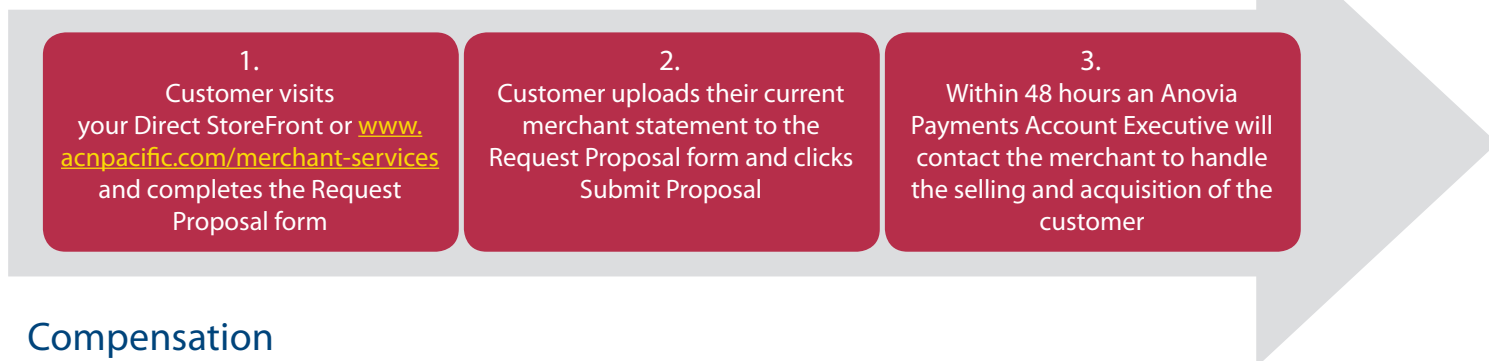 1.
Customer visits
your Direct StoreFront or www.
acnpacific.com/merchant-services
and completes the Request
Proposal form
2.
Customer uploads their current
merchant statement to the
Request Proposal form and clicks
Submit Proposal
3.
Within 48 hours an Anovia
Payments Account Executive will
contact the merchant to handle
the selling and acquisition of the
customer
Compensation